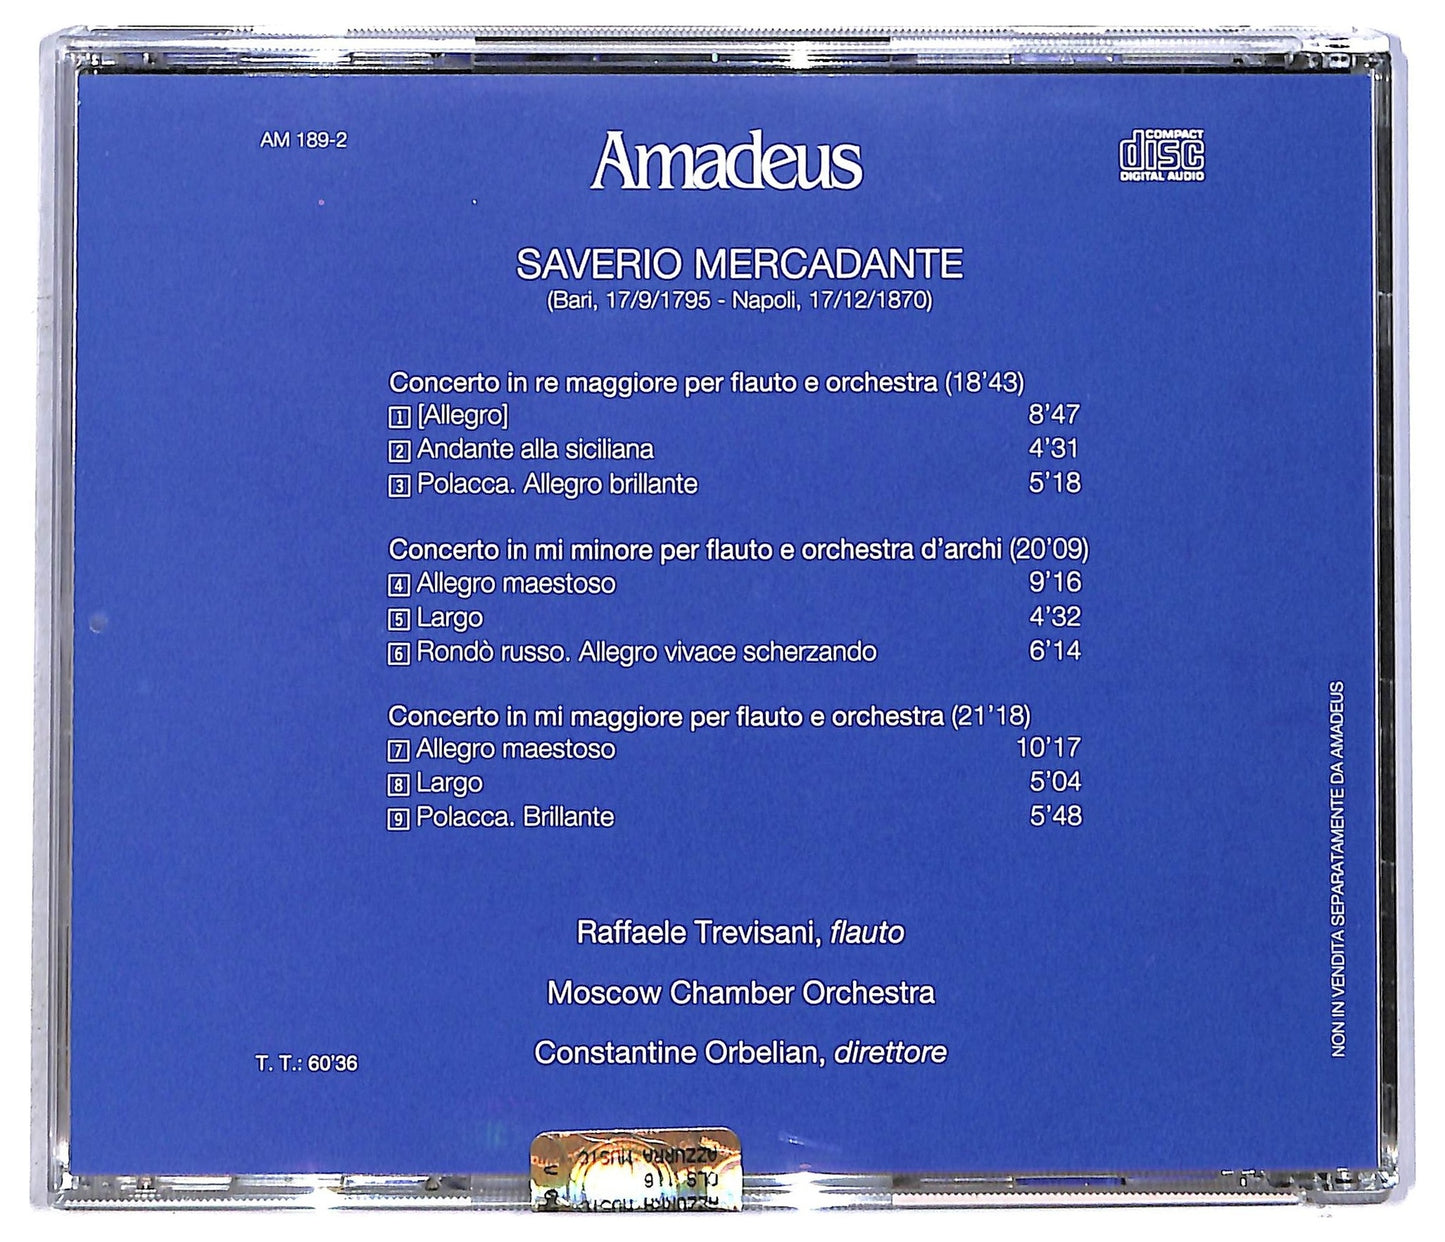 AM 189-2
Amadeus
COMPACT
disc
DIGITAL AUDIO
SAVERIO MERCADANTE
(Bari, 17/9/1795 - Napoli, 17/12/1870)
Concerto in re maggiore per flauto e orchestra (18'43)
1 [Allegro] 8'47
2 Andante alla siciliana 4'31
3 Polacca. Allegro brillante 5'18
Concerto in mi minore per flauto e orchestra d'archi (20'09)
4 Allegro maestoso 9'16
5 Largo 4'32
6 Rondò russo. Allegro vivace scherzando 6'14
Concerto in mi maggiore per flauto e orchestra (21'18)
7 Allegro maestoso 10'17
8 Largo 5'04
9 Polacca. Brillante 5'48
Raffaele Trevisani, flauto
Moscow Chamber Orchestra
Constantine Orbelian, direttore
T. T.: 60'36
NON IN VENDITA SEPARATAMENTE DA AMADEUS
AZZURRA MUSIC